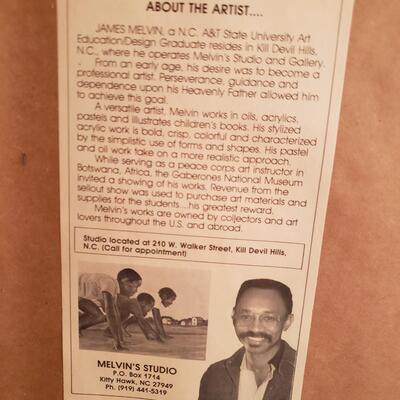 ABOUT THE ARTIST....
JAMES MELVIN, a N.C. A&T State University Art
Education/Design Graduate resides in Kill Devil Hills,
N.C., where he operates Melvin's Studio and Gallery.
From an early age, his desire was to become a
professional artist. Perseverance, guidance and
dependence upon his Heavenly Father allowed him
to achieve this goal.
A versatile artist, Melvin works in oils, acrylics,
pastels and illustrates children's books. His stylized
acrylic work is bold, crisp, colorful and characterized
by the simplistic use of forms and shapes. His pastel
and oil work take on a more realistic approach.
While serving as a peace corps art instructor in
Botswana, Africa, the Gaberones National Museum
invited a showing of his works. Revenue from the
sellout show was used to purchase art materials and
supplies for the students....his greatest reward.
Melvin's works are owned by collectors and art
lovers throughout the U.S. and abroad.
Studio located at 210 W. Walker Street, Kill Devil Hills,
N.C. (Call for appointment)
MELVIN'S STUDIO
P.O. Box 1714
Kitty Hawk, NC 27949
Ph. (919) 441-5319